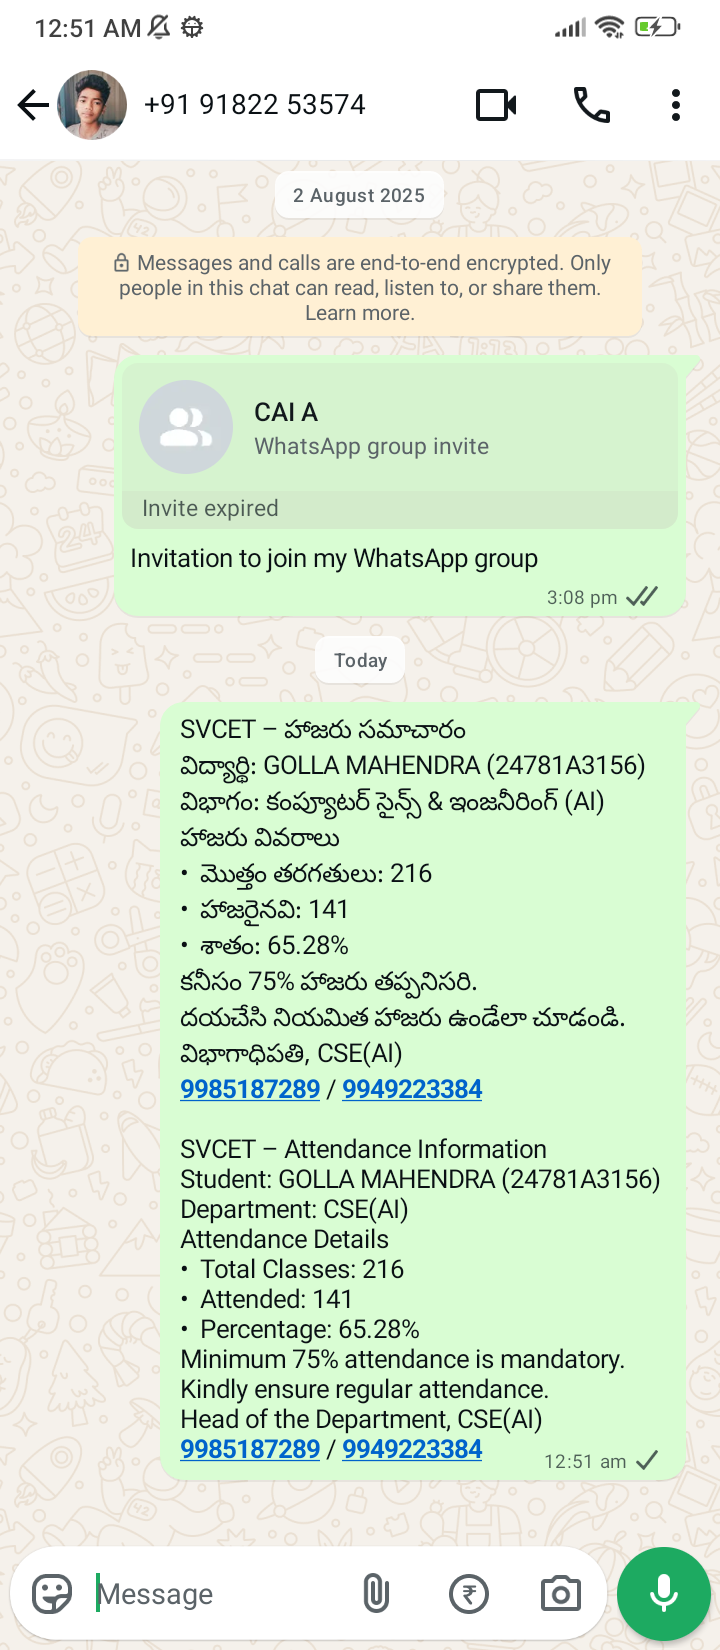 12:51 AM
+91 91822 53574
2 August 2025
Messages and calls are end-to-end encrypted. Only
people in this chat can read, listen to, or share them.
Learn more.
CAI A
WhatsApp group invite
Invite expired
Invitation to join my WhatsApp group
3:08 pm
Today
SVCET – హాజరు సమాచారం
విద్యార్థి: GOLLA MAHENDRA (24781A3156)
విభాగం: కంప్యూటర్ సైన్స్ & ఇంజనీరింగ్ (AI)
హాజరు వివరాలు
• మొత్తం తరగతులు: 216
• హాజరైనవి: 141
• శాతం: 65.28%
కనీసం 75% హాజరు తప్పనిసరి.
దయచేసి నియమిత హాజరు ఉండేలా చూడండి.
విభాగాధిపతి, CSE(AI)
9985187289 / 9949223384
SVCET – Attendance Information
Student: GOLLA MAHENDRA (24781A3156)
Department: CSE(AI)
Attendance Details
• Total Classes: 216
• Attended: 141
• Percentage: 65.28%
Minimum 75% attendance is mandatory.
Kindly ensure regular attendance.
Head of the Department, CSE(AI)
9985187289 / 9949223384
12:51 am
Message